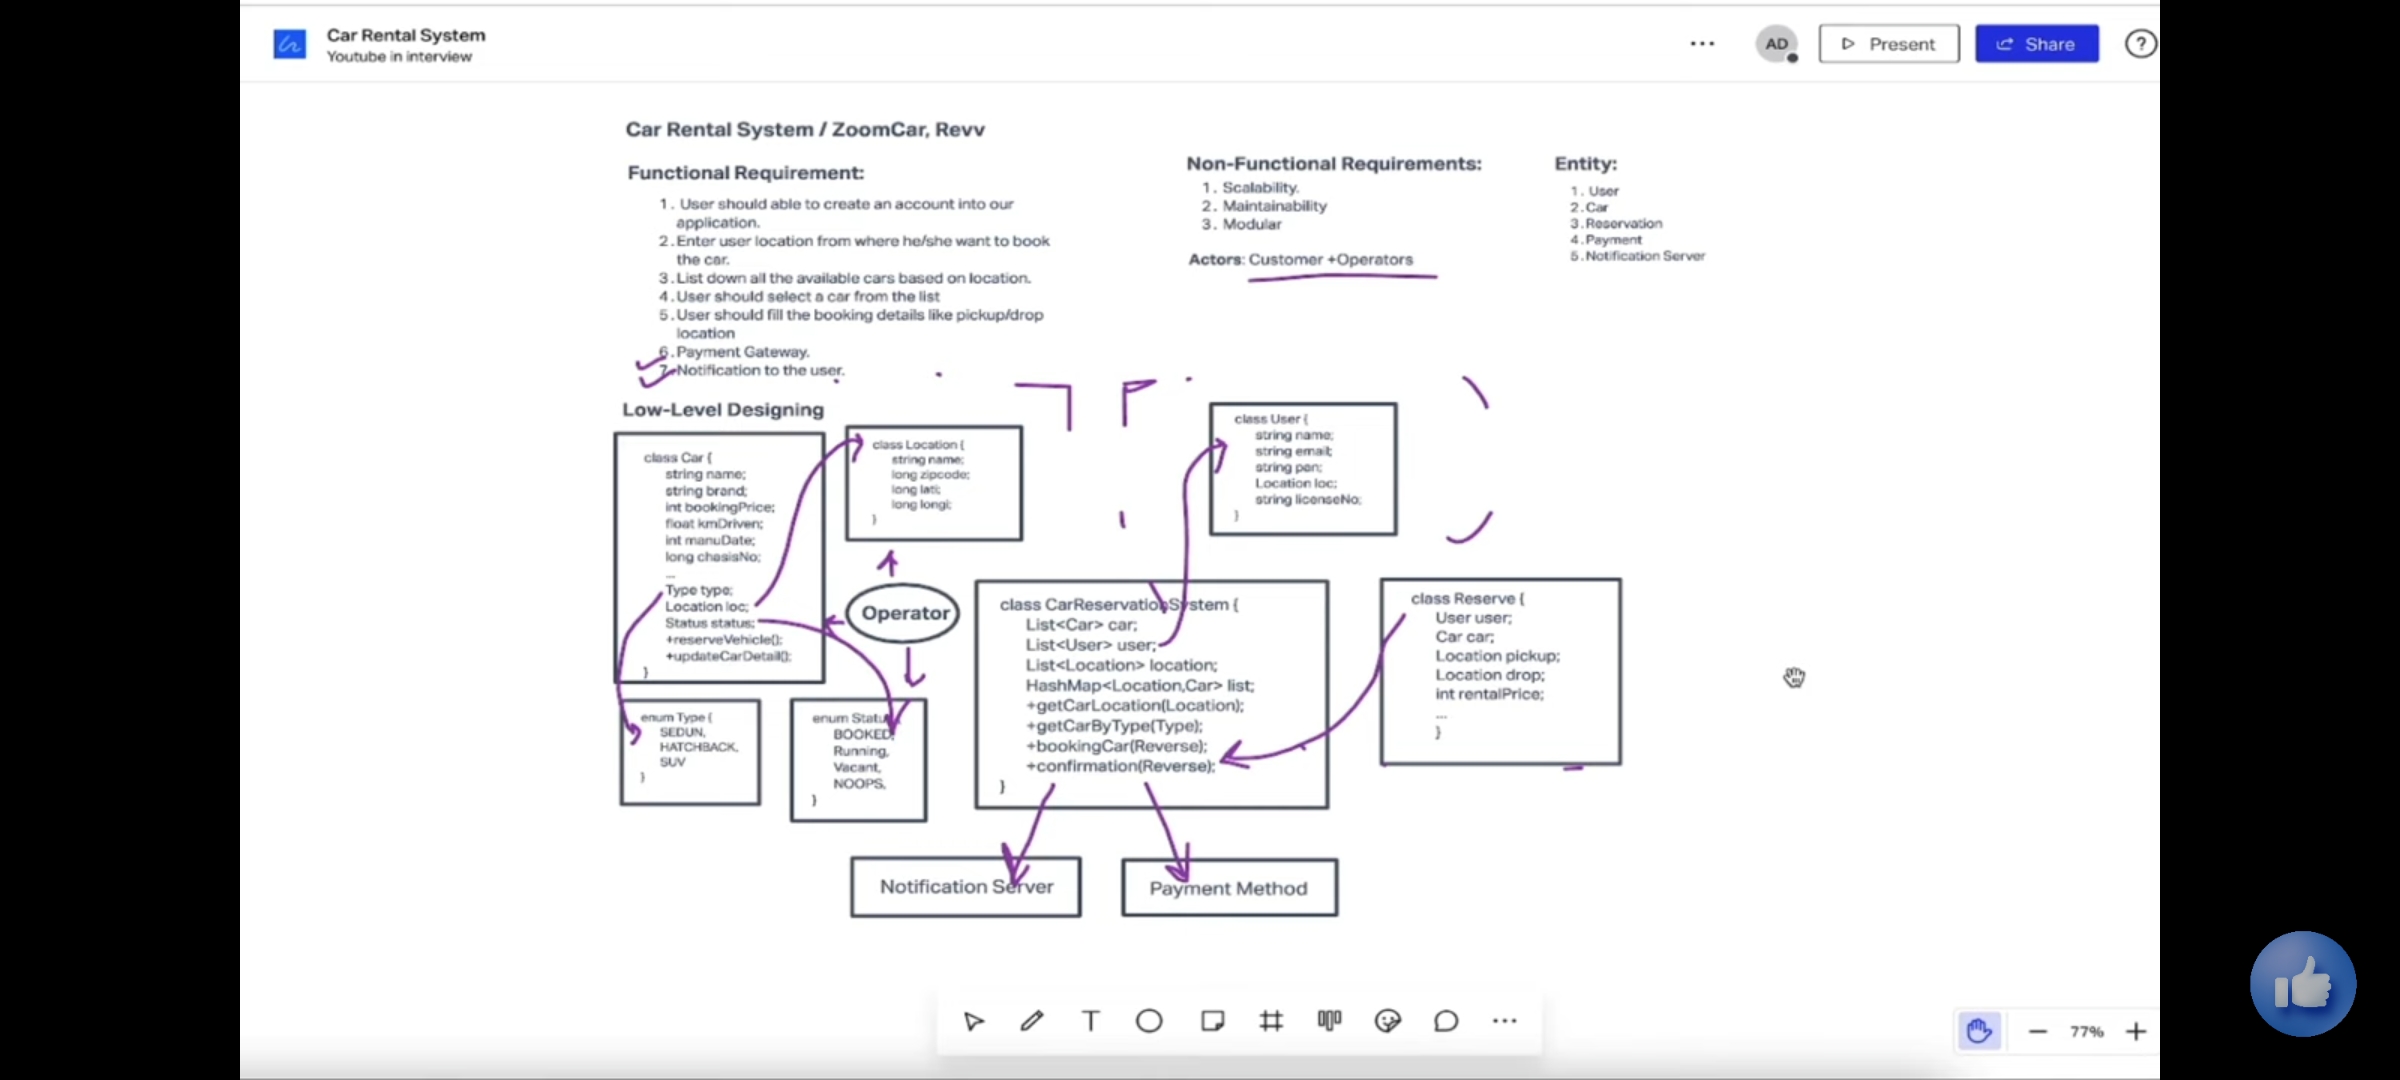 Car Rental System
Youtube in interview
AD
Present
Share
?
Car Rental System / ZoomCar, Revv
Functional Requirement:
1. User should able to create an account into our
application.
2. Enter user location from where he/she want to book
the car.
3. List down all the available cars based on location.
4. User should select a car from the list
5. User should fill the booking details like pickup/drop
location
6. Payment Gateway.
7. Notification to the user.
Non-Functional Requirements:
1. Scalability.
2. Maintainability
3. Modular
Actors: Customer +Operators
Entity:
1. User
2. Car
3. Reservation
4. Payment
5. Notification Server
Low-Level Designing
class Car {
string name;
string brand;
int bookingPrice;
float kmDriven;
int manuDate;
long chasisNo;
...
Type type;
Location loc;
Status status;
+reserveVehicle();
+updateCarDetail();
}
class Location {
string name;
long zipcode;
long lati;
long longi;
}
class User {
string name;
string email;
string pan;
Location loc;
string licenseNo;
}
Operator
class CarReservationSystem {
List<Car> car;
List<User> user;
List<Location> location;
HashMap<Location,Car> list;
+getCarLocation(Location);
+getCarByType(Type);
+bookingCar(Reverse);
+confirmation(Reverse);
}
class Reserve {
User user;
Car car;
Location pickup;
Location drop;
int rentalPrice;
...
}
enum Type {
SEDUN,
HATCHBACK,
SUV
}
enum Statu
BOOKED,
Running,
Vacant,
NOOPS,
}
Notification Server
Payment Method
77%